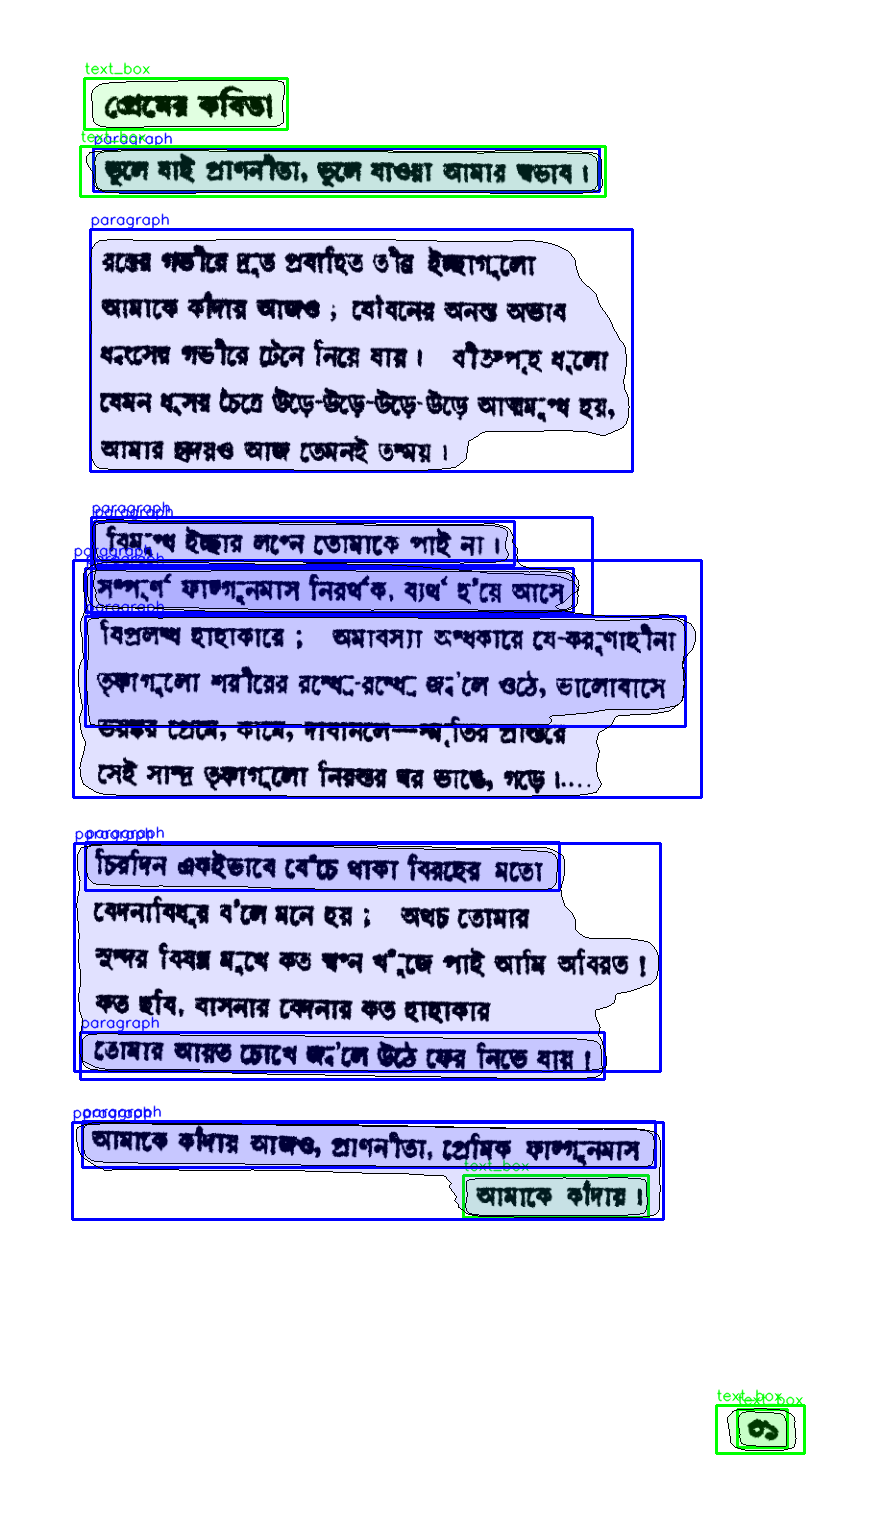 প্রেমের কবিতা
ভুলে যাই প্রাণনীতা, ভুলে যাওয়া আমার স্বভাব।
রক্তের গভীরে দ্রুত প্রবাহিত তীব্র ইচ্ছাগুলো
আমাকে কাঁদায় আজও ; যৌবনের অনন্ত অভাব
ধ্বংসের গভীরে টেনে নিয়ে যায়। বীতস্পৃহ ধুলো
যেমন ধূসর চৈত্রে উড়ে-উড়ে-উড়ে-উড়ে আত্মমুগ্ধ হয়,
আমার হৃদয়ও আজ তেমনই তন্ময়।
বিমুগ্ধ ইচ্ছার লগ্নে তোমাকে পাই না।
সম্পূর্ণ ফাল্গুনমাস নিরর্থক, ব্যর্থ হ'য়ে আসে
বিপ্রলব্ধ হাহাকারে ; অমাবস্যা অন্ধকারে যে-করুণাহীনা
তৃষ্ণাগুলো শরীরের রন্ধ্রে-রন্ধ্রে জ্ব'লে ওঠে, ভালোবাসে
ভয়ঙ্কর প্রেমে, কামে, দাবানলে—স্মৃতির প্রান্তরে
সেই সান্দ্র তৃষ্ণাগুলো নিরন্তর ঘর ভাঙে, গড়ে।....
চিরদিন একইভাবে বেঁচে থাকা বিরহের মতো
বেদনাবিধুর ব'লে মনে হয় ; অথচ তোমার
সুন্দর বিষণ্ণ মুখে কত স্বপ্ন খুঁজে পাই আমি অবিরত !
কত ছবি, বাসনার বেদনার কত হাহাকার
তোমার আয়ত চোখে জ্ব'লে উঠে ফের নিভে যায় !
আমাকে কাঁদায় আজও, প্রাণনীতা, প্রেমিক ফাল্গুনমাস
আমাকে কাঁদায়।